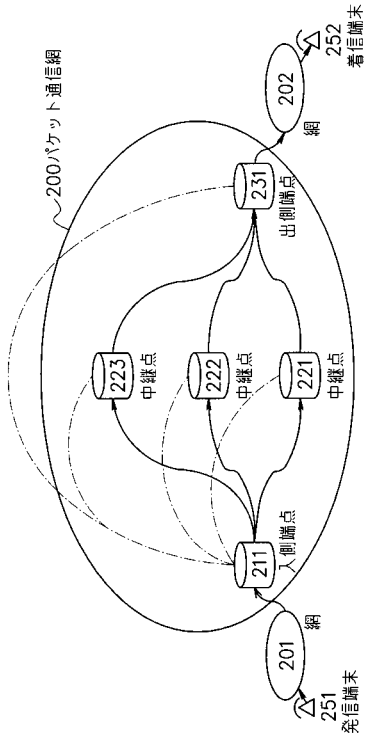 200パケット通信網
223
中継点
222
中継点
221
中継点
211
入側端点
231
出側端点
201
網
202
網
251
発信端末
252
着信端末